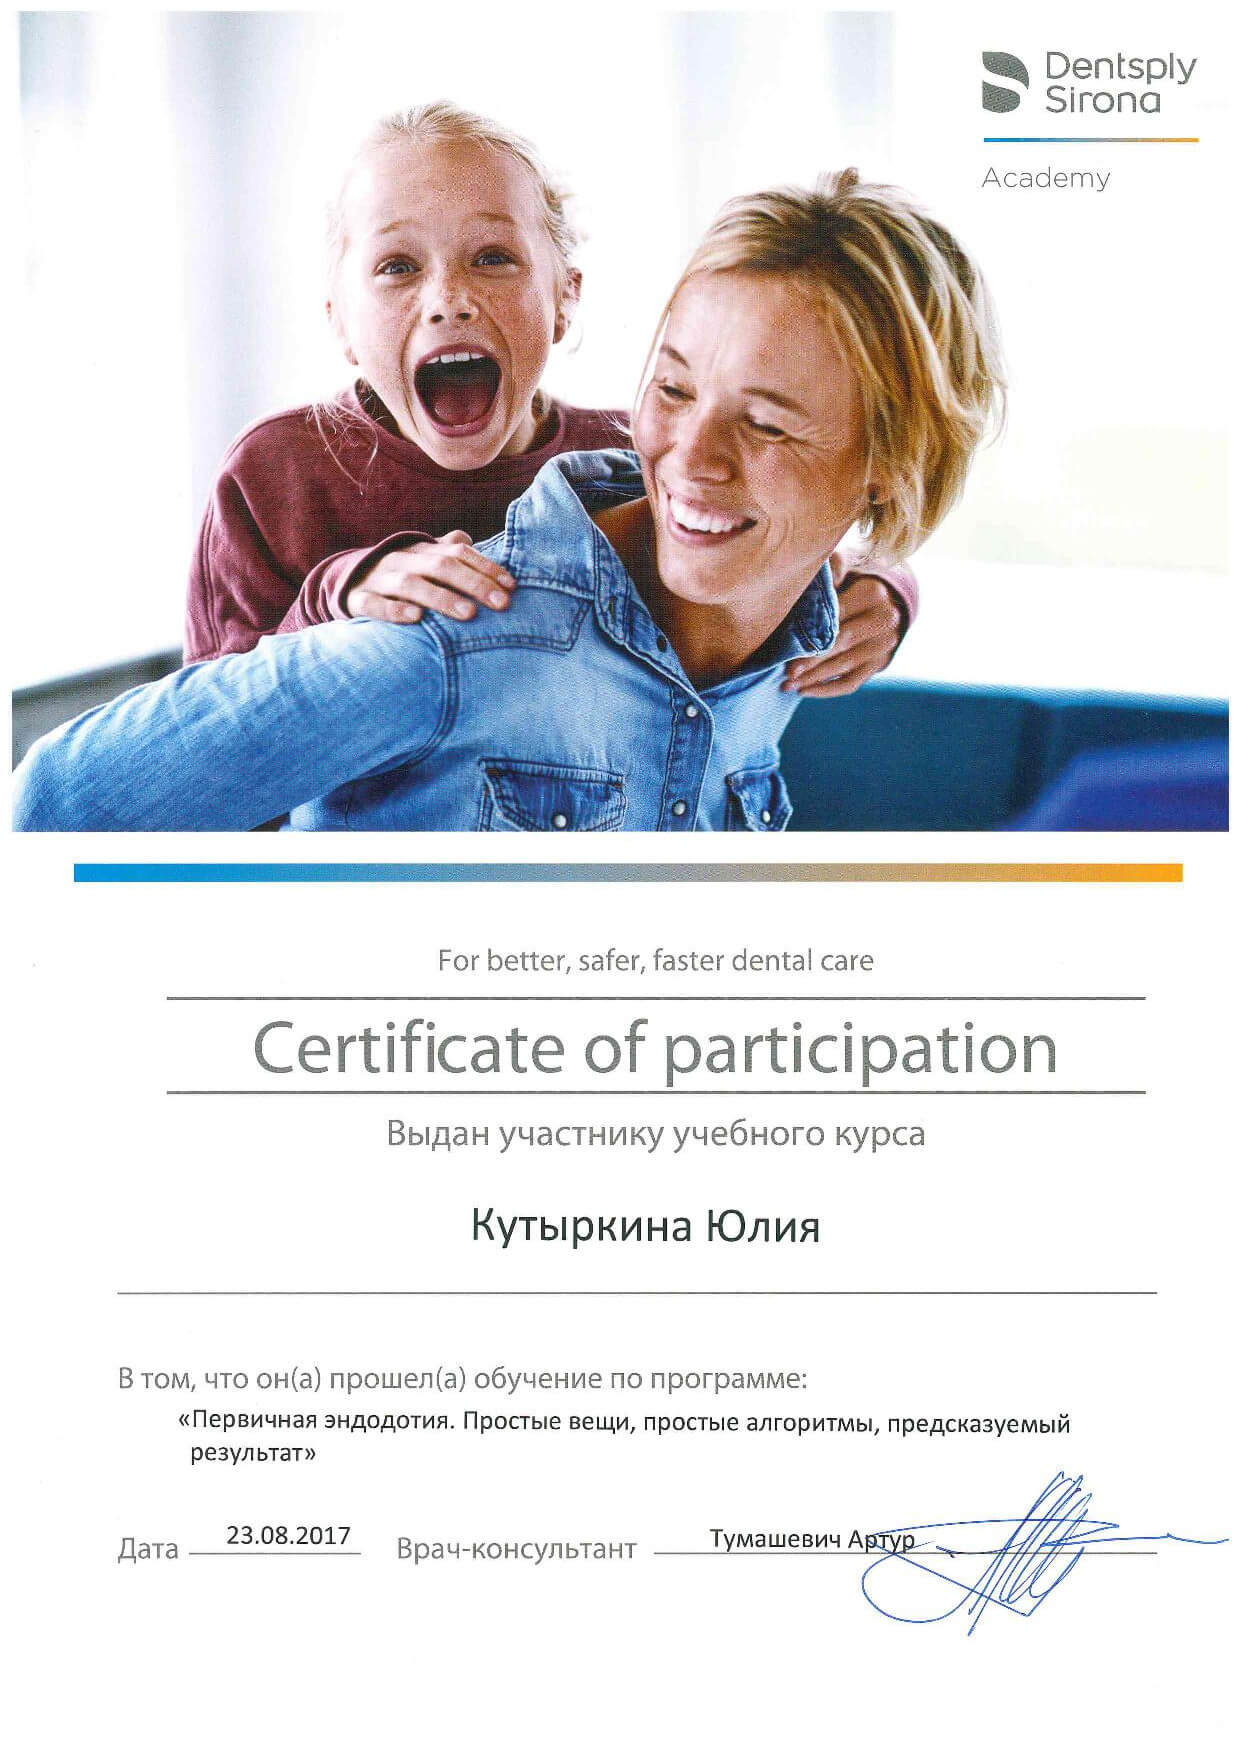 Dentsply
Sirona
Academy
For better, safer, faster dental care
Certificate of participation
Выдан участнику учебного курса
Кутыркина Юлия
В том, что он(а) прошел(а) обучение по программе:
«Первичная эндодотия. Простые вещи, простые алгоритмы, предсказуемый
результат»
Дата 23.08.2017 Врач-консультант Тумашевич Артур